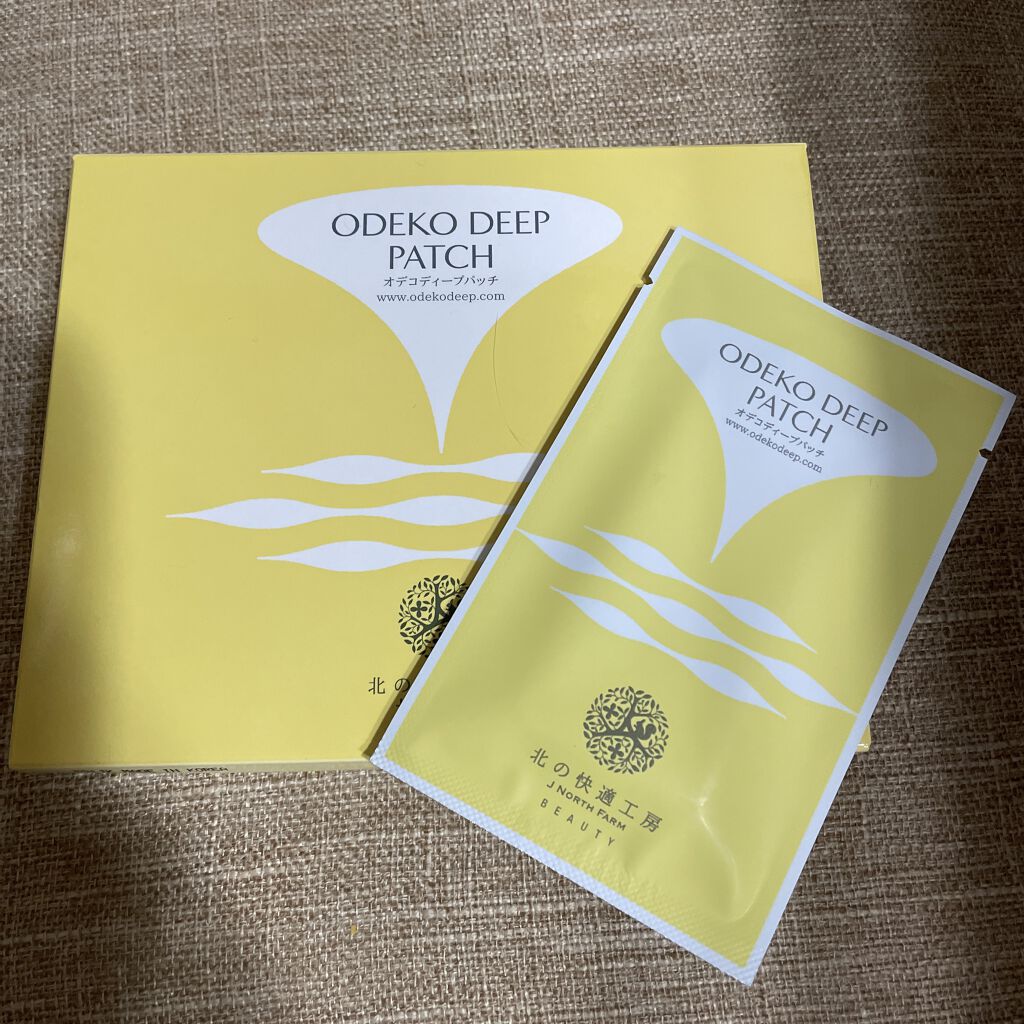 ODEKO DEEP
PATCH
オデコディープパッチ
www.odekodeep.com
北の
ODEKO DEEP
PATCH
オデコディープパッチ
www.odekodeep.com
北の快適工房
J NORTH FARM
BEAUTY